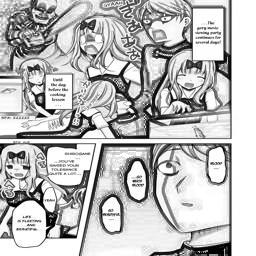 ...The gory movie
viewing party
continues for
several days!
Until
the day
before the
cooking
lesson
...
SHIROGANE
...YOU'VE
RAISED YOUR
TOLERANCE
QUITE A LOT...
YEAH
LIFE
IS FLEETING
AND
BEAUTIFUL.
BLOOD...
SO
MUCH
BLOOD
...
SO
BEAUTIFUL